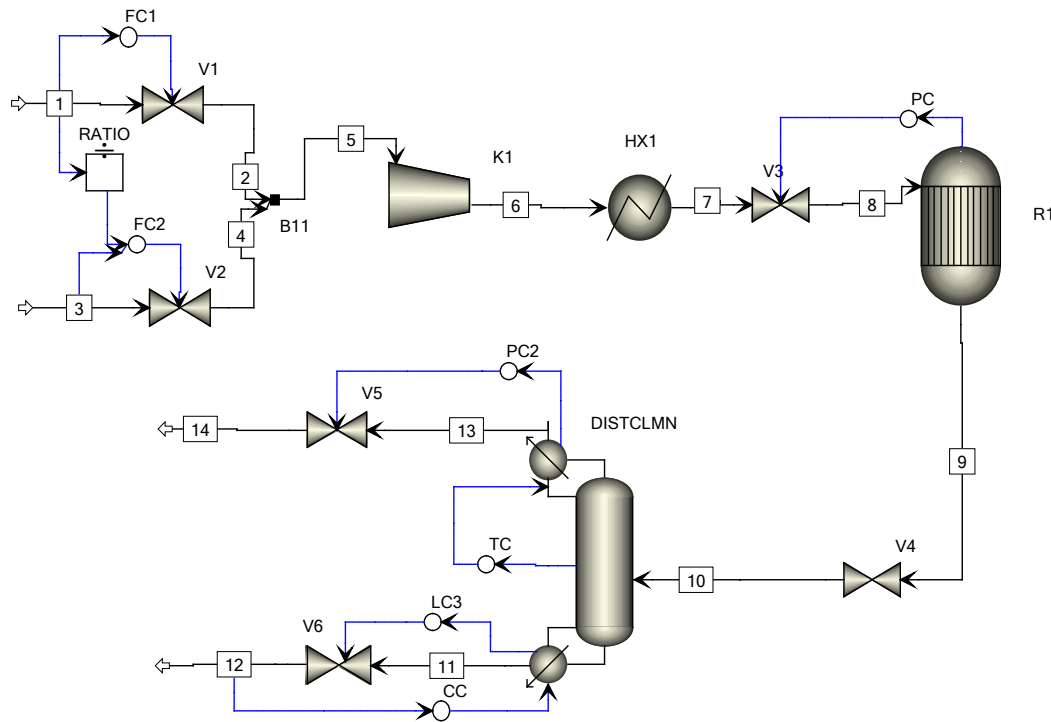 FC1
V1
1
RATIO
2
5
K1
HX1
PC
V3
6
7
8
R1
FC2
4
B11
V2
3
PC2
V5
14
13
DISTCLMN
9
TC
V4
10
LC3
V6
12
11
CC